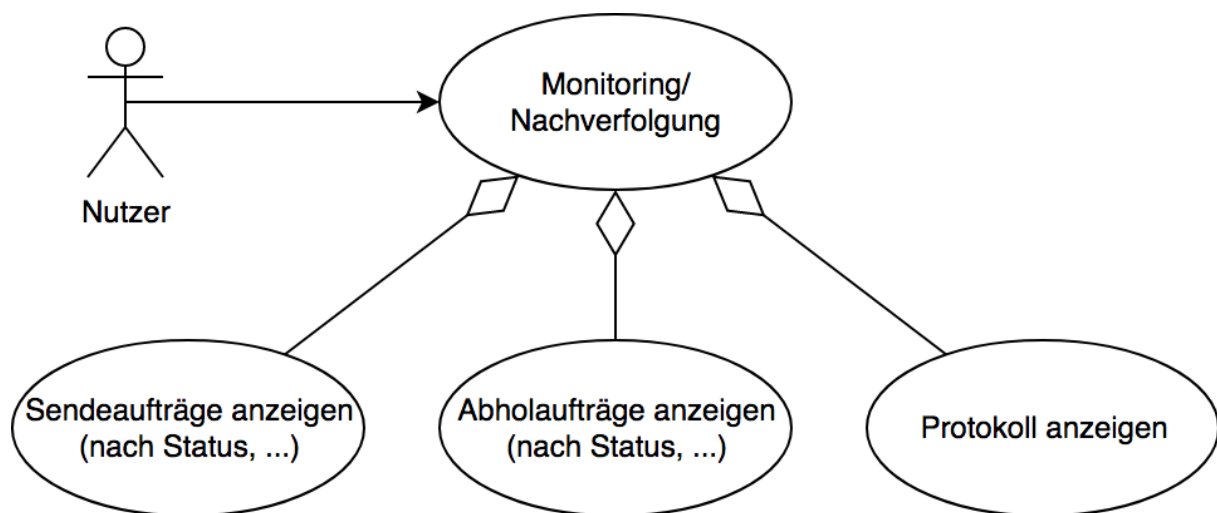 Monitoring/
Nachverfolgung
Nutzer
Sendeaufträge anzeigen
(nach Status, ...)
Abholaufträge anzeigen
(nach Status, ...)
Protokoll anzeigen